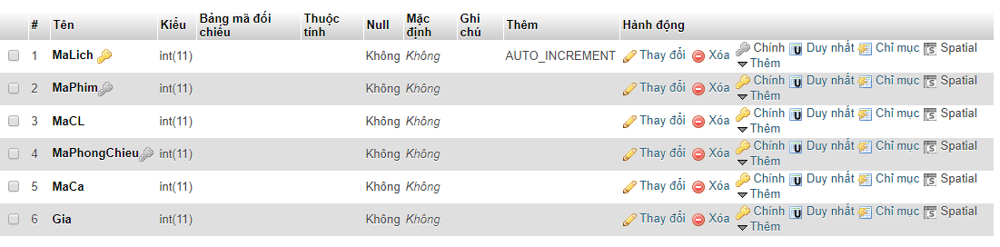 # Tên Kiểu Bảng mã đối chiếu Thuộc tính Null Mặc định Ghi chú Thêm Hành động
1 MaLich int(11) Không Không AUTO_INCREMENT Thay đổi Xóa Chính Duy nhất Chỉ mục Spatial
Thêm
2 MaPhim int(11) Không Không Thay đổi Xóa Chính Duy nhất Chỉ mục Spatial
Thêm
3 MaCL int(11) Không Không Thay đổi Xóa Chính Duy nhất Chỉ mục Spatial
Thêm
4 MaPhongChieu int(11) Không Không Thay đổi Xóa Chính Duy nhất Chỉ mục Spatial
Thêm
5 MaCa int(11) Không Không Thay đổi Xóa Chính Duy nhất Chỉ mục Spatial
Thêm
6 Gia int(11) Không Không Thay đổi Xóa Chính Duy nhất Chỉ mục Spatial
Thêm